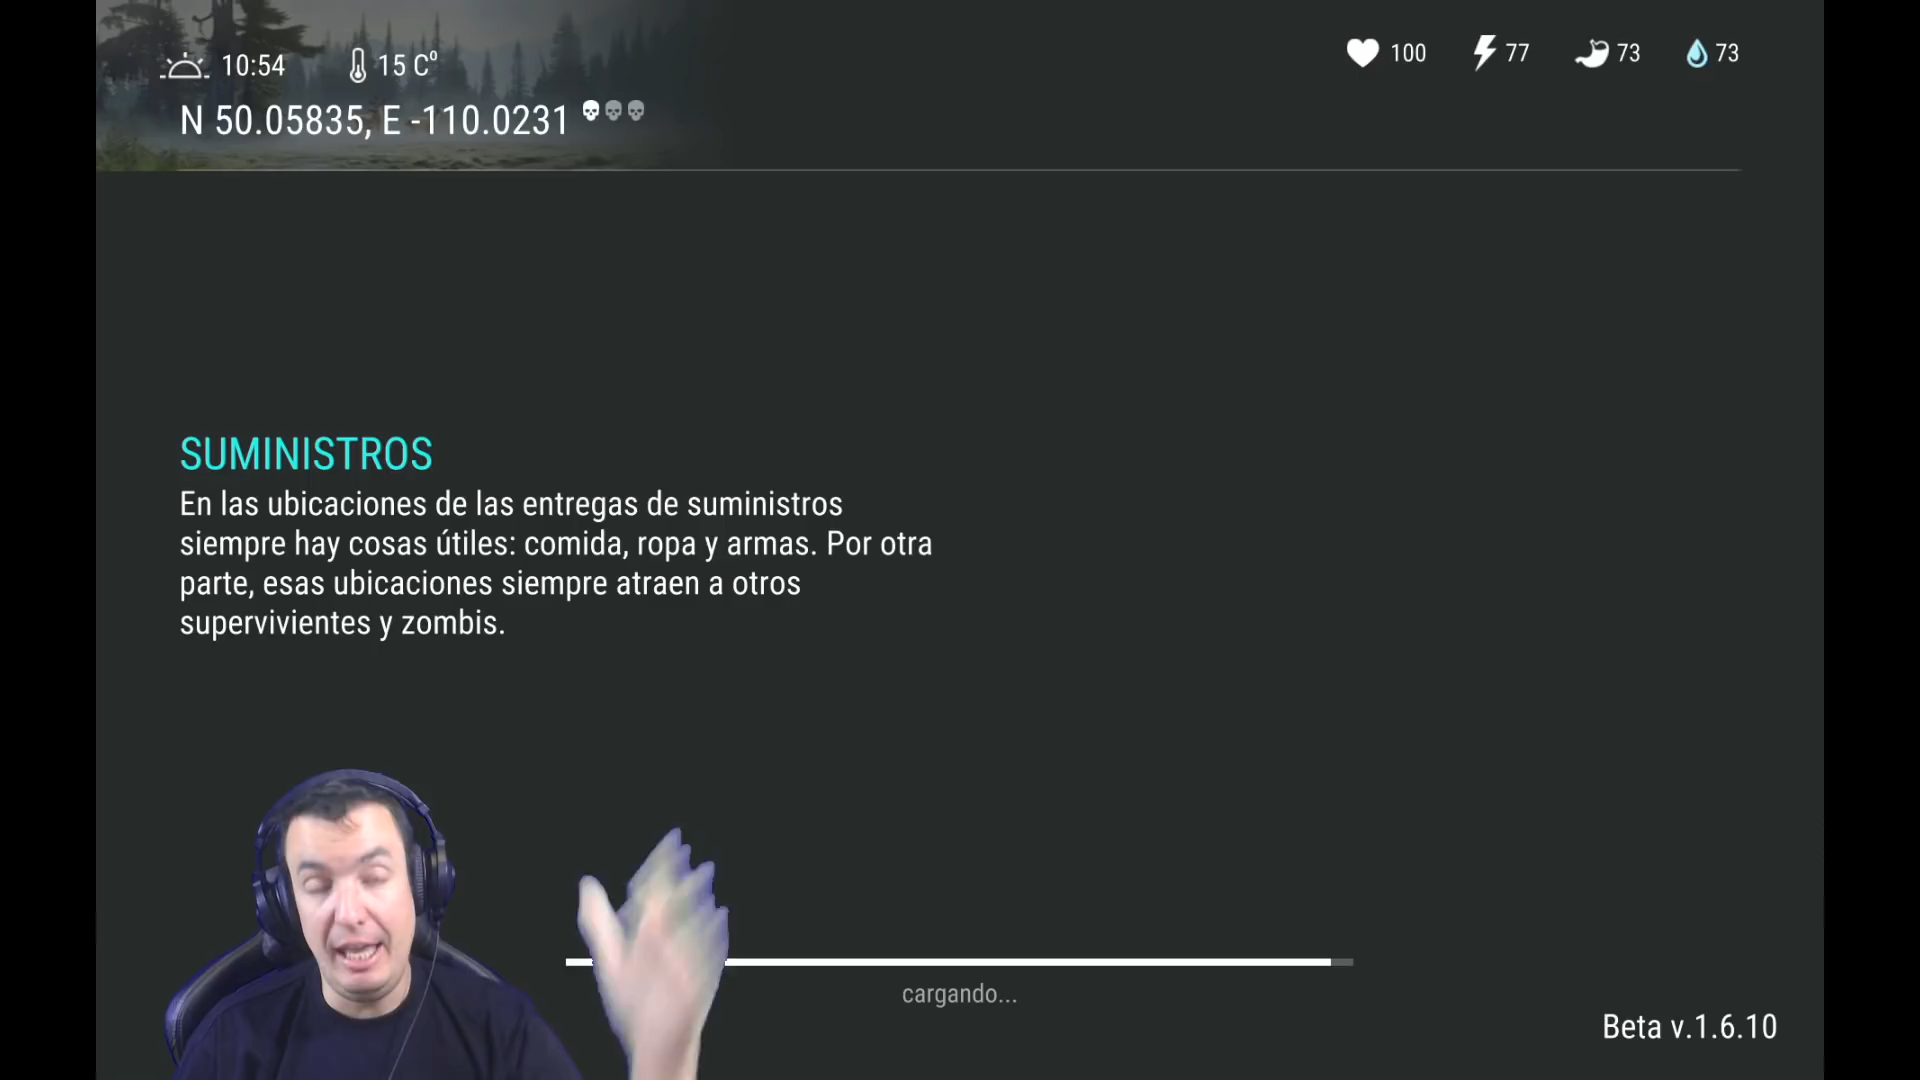 10:54
15 C⁰
100
77
73
73
N 50.05835, E -110.0231
SUMINISTROS
En las ubicaciones de las entregas de suministros
siempre hay cosas útiles: comida, ropa y armas. Por otra
parte, esas ubicaciones siempre atraen a otros
supervivientes y zombis.
cargando...
Beta v.1.6.10